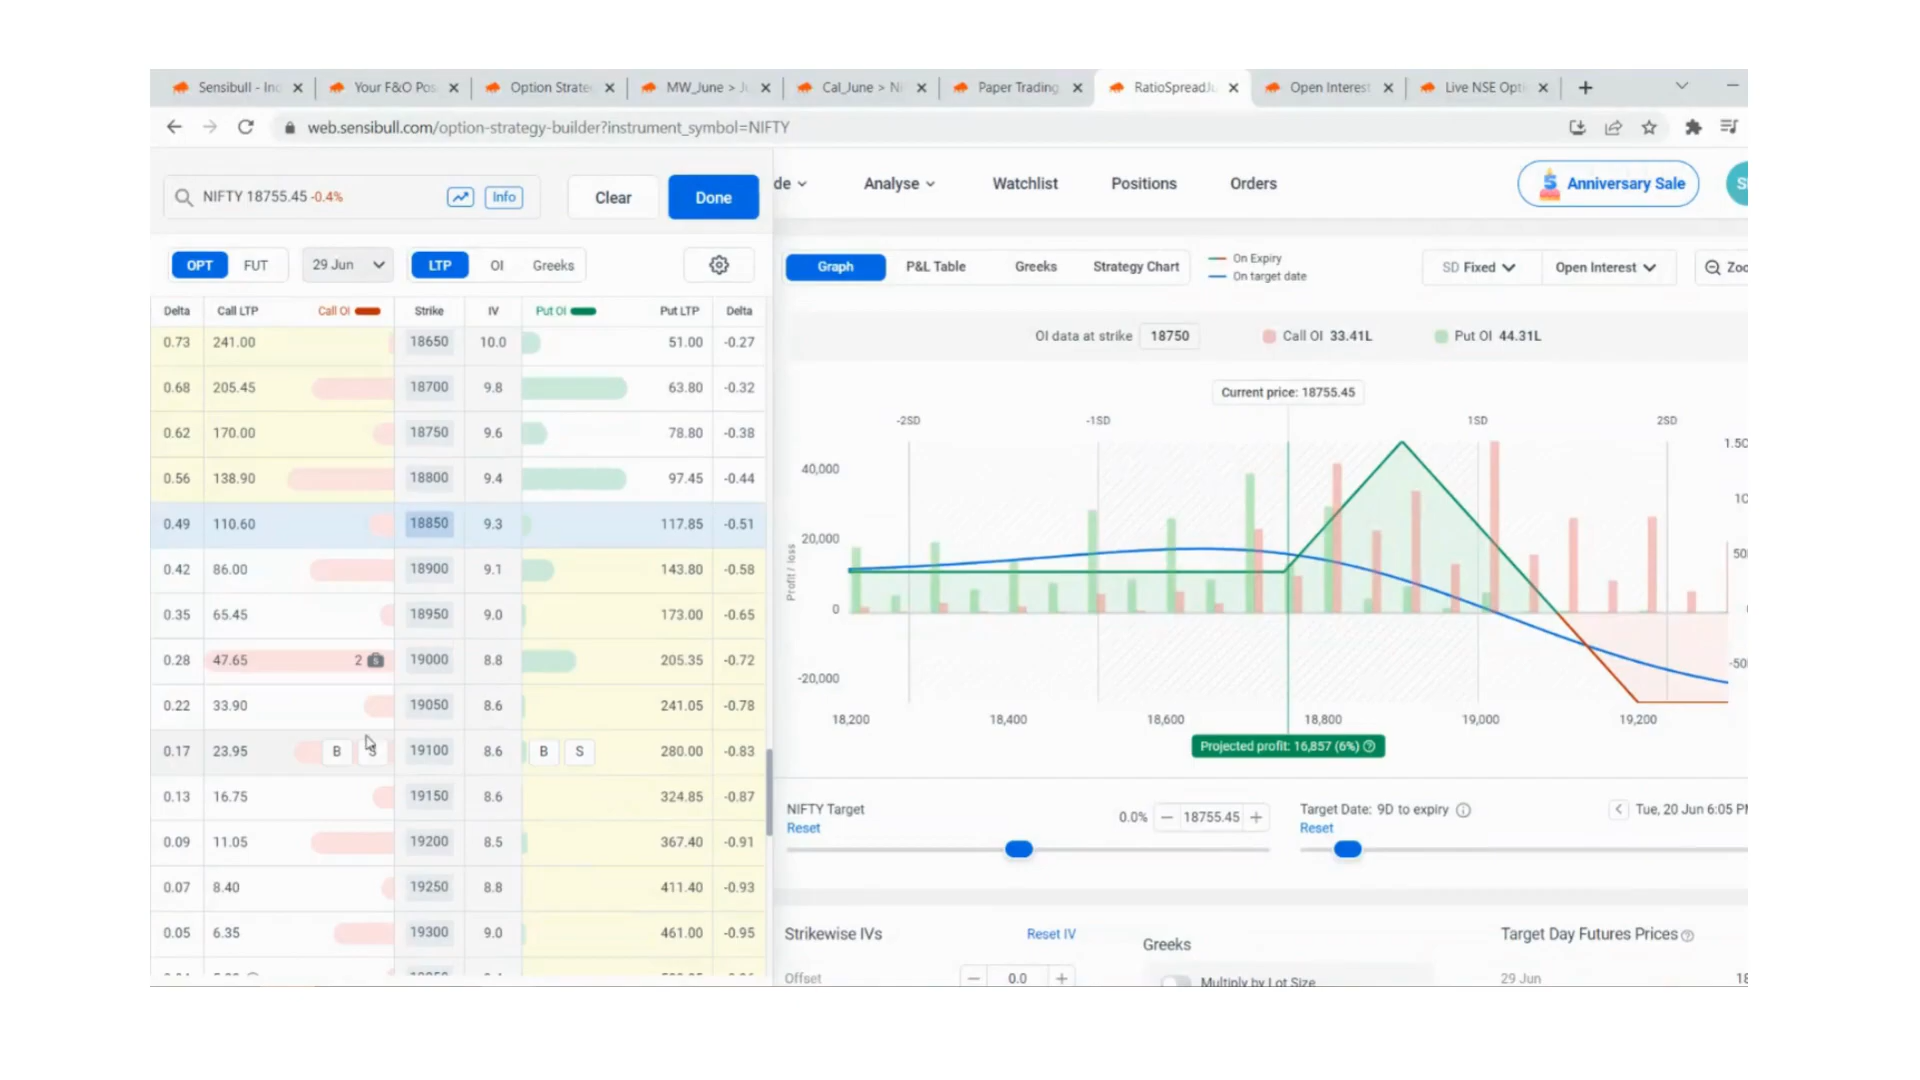 Sensibull - Ind
Your F&O Pos
Option Strate
MW_June > J
Cal_June > N
Paper Trading
RatioSpreadJu
Open Interest
Live NSE Opti
web.sensibull.com/option-strategy-builder?instrument_symbol=NIFTY
NIFTY 18755.45 -0.4%
Info
Clear
Done
de
Analyse
Watchlist
Positions
Orders
5 Anniversary Sale
S
OPT FUT
29 Jun
LTP OI Greeks
Graph P&L Table Greeks Strategy Chart
On Expiry
On target date
SD Fixed
Open Interest
Zoo
Delta Call LTP Call OI Strike IV Put OI Put LTP Delta
0.73 241.00 18650 10.0 51.00 -0.27
0.68 205.45 18700 9.8 63.80 -0.32
0.62 170.00 18750 9.6 78.80 -0.38
0.56 138.90 18800 9.4 97.45 -0.44
0.49 110.60 18850 9.3 117.85 -0.51
0.42 86.00 18900 9.1 143.80 -0.58
0.35 65.45 18950 9.0 173.00 -0.65
0.28 47.65 2 S 19000 8.8 205.35 -0.72
0.22 33.90 19050 8.6 241.05 -0.78
0.17 23.95 B S 19100 8.6 B S 280.00 -0.83
0.13 16.75 19150 8.6 324.85 -0.87
0.09 11.05 19200 8.5 367.40 -0.91
0.07 8.40 19250 8.8 411.40 -0.93
0.05 6.35 19300 9.0 461.00 -0.95
OI data at strike 18750 Call OI 33.41L Put OI 44.31L
Current price: 18755.45
-2SD -1SD 1SD 2SD
Profit / loss
40,000
20,000
0
-20,000
1.50
10
50
0
-50
18,200 18,400 18,600 18,800 19,000 19,200
Projected profit: 16,857 (6%)
NIFTY Target
Reset
0.0% − 18755.45 +
Target Date: 9D to expiry
Reset
Tue, 20 Jun 6:05 P
Strikewise IVs
Reset IV
Offset − 0.0 +
Greeks
Multiply by Lot Size
Target Day Futures Prices
29 Jun 18